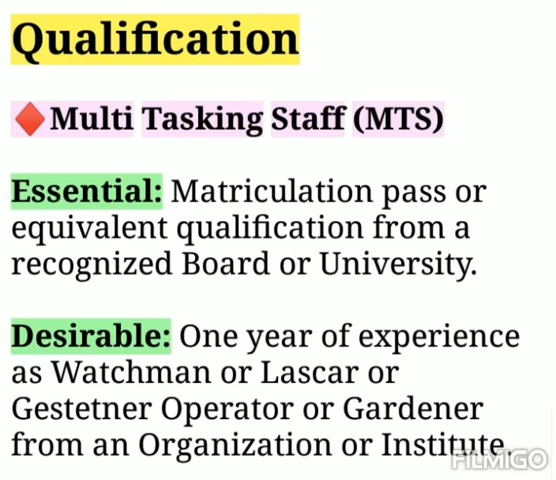 Qualification
♦Multi Tasking Staff (MTS)
Essential: Matriculation pass or
equivalent qualification from a
recognized Board or University.
Desirable: One year of experience
as Watchman or Lascar or
Gestetner Operator or Gardener
from an Organization or Institute.
FILMIGO